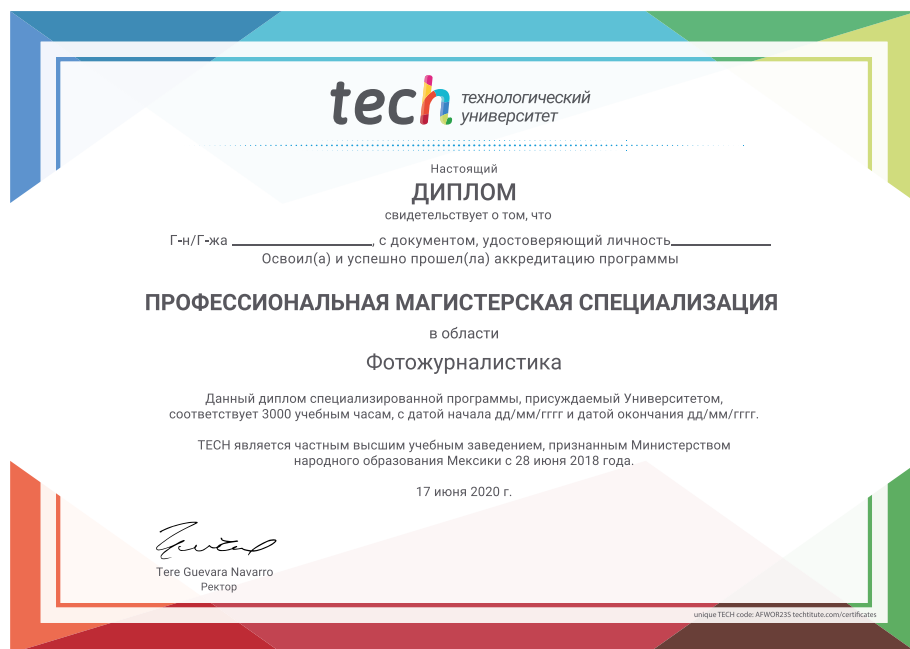 tech технологический
университет
Настоящий
ДИПЛОМ
свидетельствует о том, что
Г-н/Г-жа ____________________, с документом, удостоверяющий личность______________
Освоил(а) и успешно прошел(ла) аккредитацию программы
ПРОФЕССИОНАЛЬНАЯ МАГИСТЕРСКАЯ СПЕЦИАЛИЗАЦИЯ
в области
Фотожурналистика
Данный диплом специализированной программы, присуждаемый Университетом,
соответствует 3000 учебным часам, с датой начала дд/мм/гггг и датой окончания дд/мм/гггг.
TECH является частным высшим учебным заведением, признанным Министерством
народного образования Мексики с 28 июня 2018 года.
17 июня 2020 г.
Tere Guevara Navarro
Ректор
unique TECH code: AFWOR23S techtitute.com/certificates